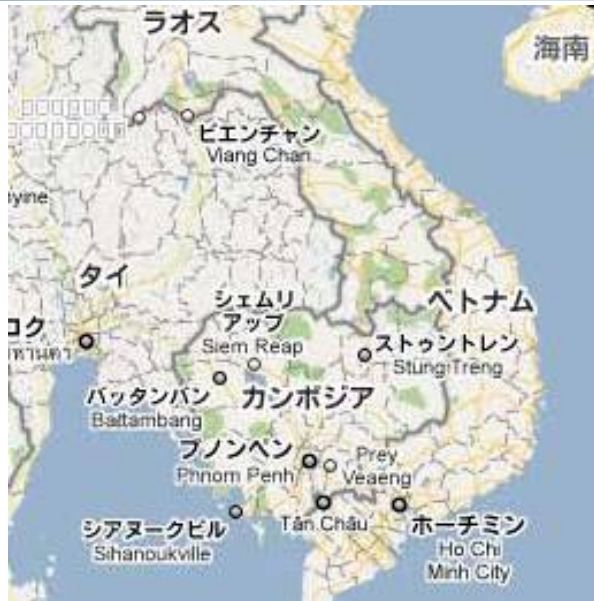 ラオス
海南
ビエンチャン
Viang Chan
yine
タイ
シェムリ
アップ
Siem Reap
ベトナム
コク
ストゥントレン
Stung Treng
バッタンバン
Battambang
カンボジア
プノンペン
Phnom Penh
Prey
Veaeng
シアヌークビル
Sihanoukville
Tân Châu
ホーチミン
Ho Chi
Minh City